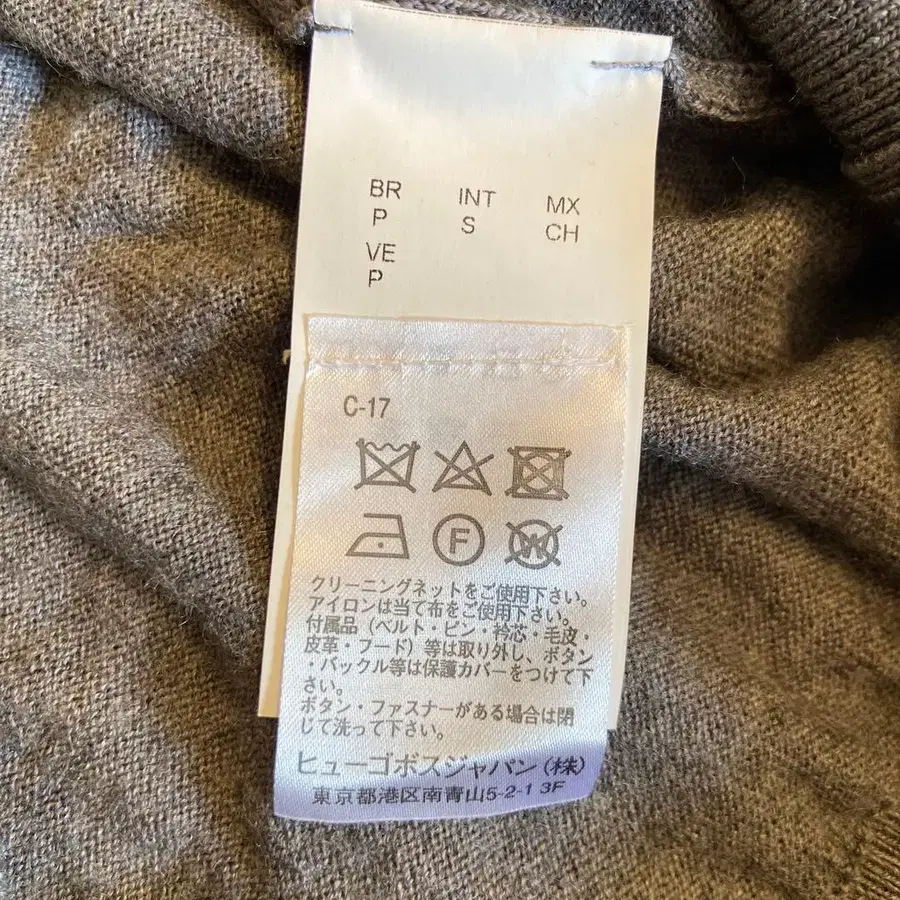 BR INT MX
P S CH
VE
P
C-17
F W
クリーニングネットをご使用下さい。
アイロンは当て布をご使用下さい。
付属品（ベルト・ピン・衿芯・毛皮・
皮革・フード）等は取り外し、ボタン
・バックル等は保護カバーをつけて下
さい。
ボタン・ファスナーがある場合は閉
じて洗って下さい。
ヒューゴボスジャパン（株）
東京都港区南青山5-2-1 3F